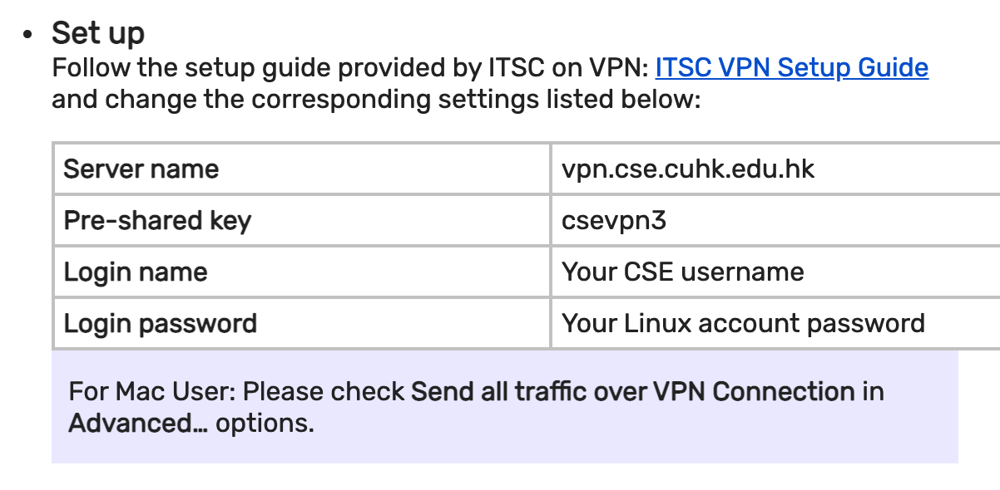 • Set up
Follow the setup guide provided by ITSC on VPN: ITSC VPN Setup Guide
and change the corresponding settings listed below:
Server name vpn.cse.cuhk.edu.hk
Pre-shared key csevpn3
Login name Your CSE username
Login password Your Linux account password
For Mac User: Please check Send all traffic over VPN Connection in
Advanced... options.